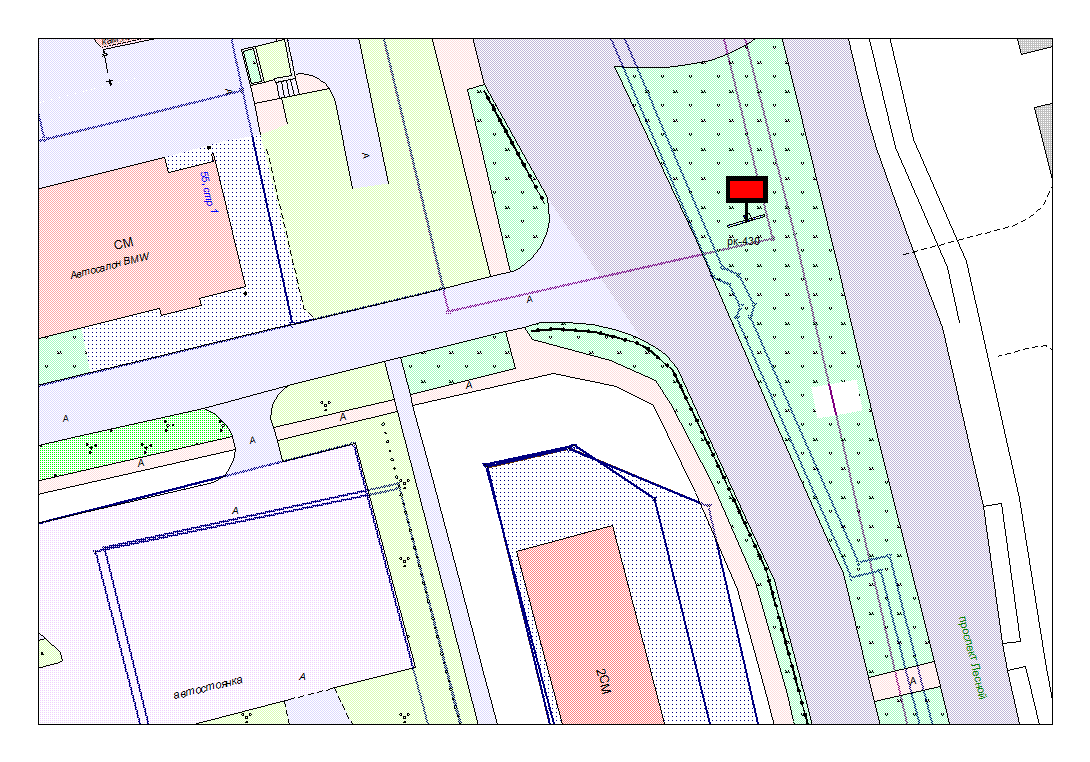 А
55, стр 1
СМ
Автосалон BMW
рк-430
А
А
А
А
А
А
А
А
автостоянка
2СМ
А
проспект Лесной